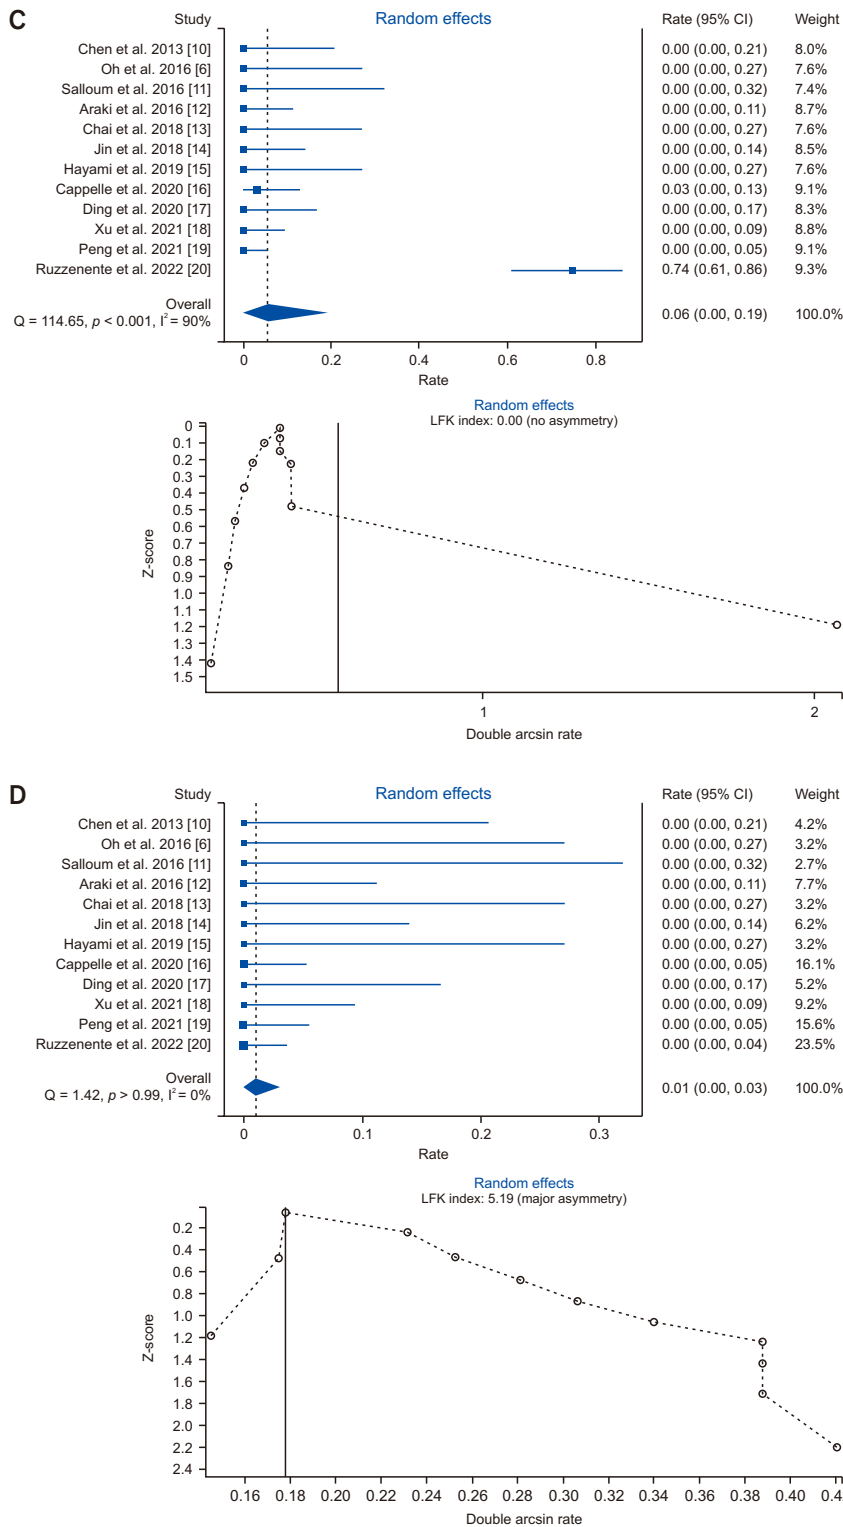 C
Study Random effects Rate (95% CI) Weight
Chen et al. 2013 [10] 0.00 (0.00, 0.21) 8.0%
Oh et al. 2016 [6] 0.00 (0.00, 0.27) 7.6%
Salloum et al. 2016 [11] 0.00 (0.00, 0.32) 7.4%
Araki et al. 2016 [12] 0.00 (0.00, 0.11) 8.7%
Chai et al. 2018 [13] 0.00 (0.00, 0.27) 7.6%
Jin et al. 2018 [14] 0.00 (0.00, 0.14) 8.5%
Hayami et al. 2019 [15] 0.00 (0.00, 0.27) 7.6%
Cappelle et al. 2020 [16] 0.03 (0.00, 0.13) 9.1%
Ding et al. 2020 [17] 0.00 (0.00, 0.17) 8.3%
Xu et al. 2021 [18] 0.00 (0.00, 0.09) 8.8%
Peng et al. 2021 [19] 0.00 (0.00, 0.05) 9.1%
Ruzzenente et al. 2022 [20] 0.74 (0.61, 0.86) 9.3%
Overall 0.06 (0.00, 0.19) 100.0%
Q = 114.65, p < 0.001, I² = 90%
0 0.2 0.4 0.6 0.8
Rate
Random effects
LFK index: 0.00 (no asymmetry)
0
0.1
0.2
0.3
0.4
0.5
0.6
0.7
0.8
0.9
1.0
1.1
1.2
1.3
1.4
1.5
Z-score
1 2
Double arcsin rate
D
Study Random effects Rate (95% CI) Weight
Chen et al. 2013 [10] 0.00 (0.00, 0.21) 4.2%
Oh et al. 2016 [6] 0.00 (0.00, 0.27) 3.2%
Salloum et al. 2016 [11] 0.00 (0.00, 0.32) 2.7%
Araki et al. 2016 [12] 0.00 (0.00, 0.11) 7.7%
Chai et al. 2018 [13] 0.00 (0.00, 0.27) 3.2%
Jin et al. 2018 [14] 0.00 (0.00, 0.14) 6.2%
Hayami et al. 2019 [15] 0.00 (0.00, 0.27) 3.2%
Cappelle et al. 2020 [16] 0.00 (0.00, 0.05) 16.1%
Ding et al. 2020 [17] 0.00 (0.00, 0.17) 5.2%
Xu et al. 2021 [18] 0.00 (0.00, 0.09) 9.2%
Peng et al. 2021 [19] 0.00 (0.00, 0.05) 15.6%
Ruzzenente et al. 2022 [20] 0.00 (0.00, 0.04) 23.5%
Overall 0.01 (0.00, 0.03) 100.0%
Q = 1.42, p > 0.99, I² = 0%
0 0.1 0.2 0.3
Rate
Random effects
LFK index: 5.19 (major asymmetry)
0.2
0.4
0.6
0.8
1.0
1.2
1.4
1.6
1.8
2.0
2.2
2.4
Z-score
0.16 0.18 0.20 0.22 0.24 0.26 0.28 0.30 0.32 0.34 0.36 0.38 0.40
Double arcsin rate